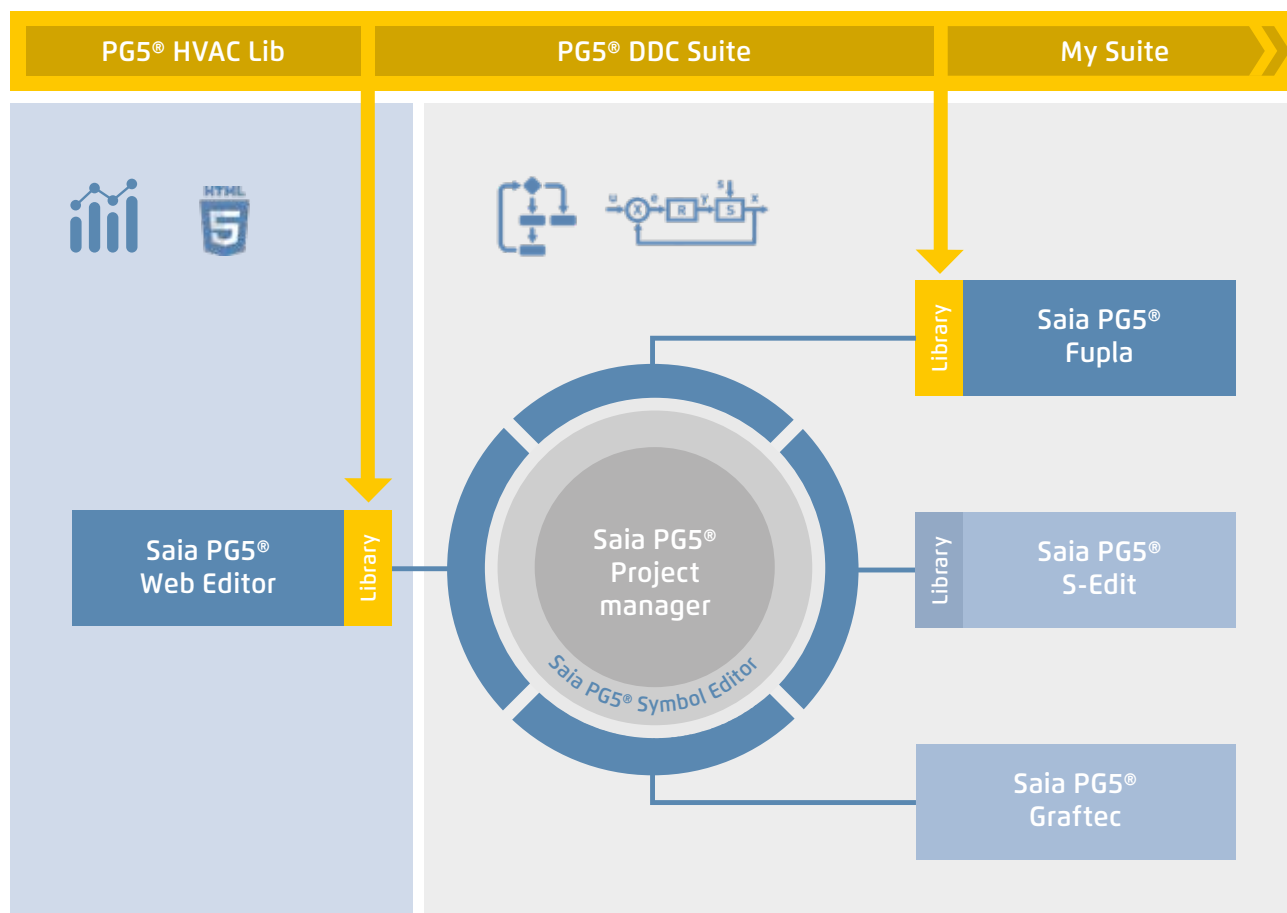 PG5® HVAC Lib
PG5® DDC Suite
My Suite
HTML
5
u
X
e
R
y
s
S
x
Library
Saia PG5®
Fupla
Saia PG5®
Web Editor
Library
Saia PG5®
Project
manager
Saia PG5® Symbol Editor
Library
Saia PG5®
S-Edit
Saia PG5®
Graftec